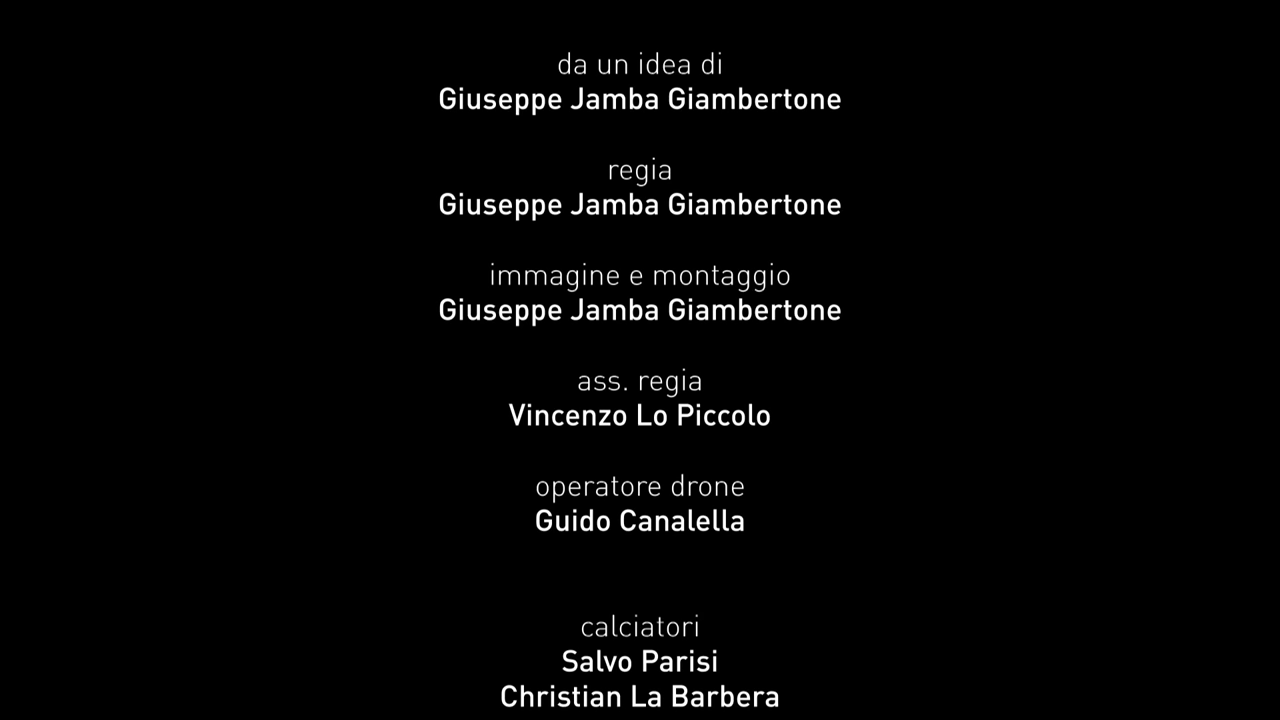 da un idea di
Giuseppe Jamba Giambertone
regia
Giuseppe Jamba Giambertone
immagine e montaggio
Giuseppe Jamba Giambertone
ass. regia
Vincenzo Lo Piccolo
operatore drone
Guido Canalella
calciatori
Salvo Parisi
Christian La Barbera